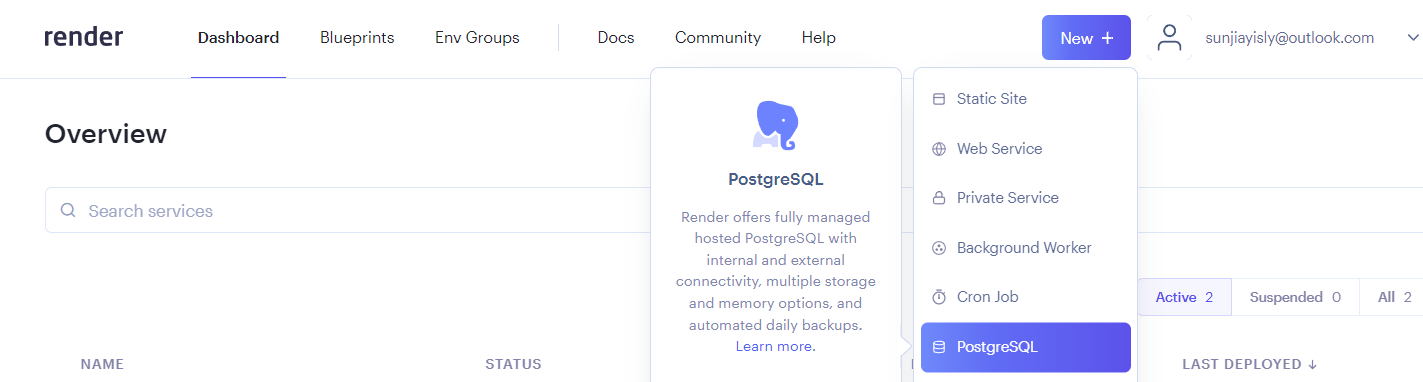 render
Dashboard
Blueprints
Env Groups
Docs
Community
Help
New +
sunjiayisly@outlook.com
Overview
Search services
PostgreSQL
Render offers fully managed
hosted PostgreSQL with
internal and external
connectivity, multiple storage
and memory options, and
automated daily backups.
Learn more.
Static Site
Web Service
Private Service
Background Worker
Cron Job
PostgreSQL
Active 2
Suspended 0
All 2
NAME
STATUS
LAST DEPLOYED ↓